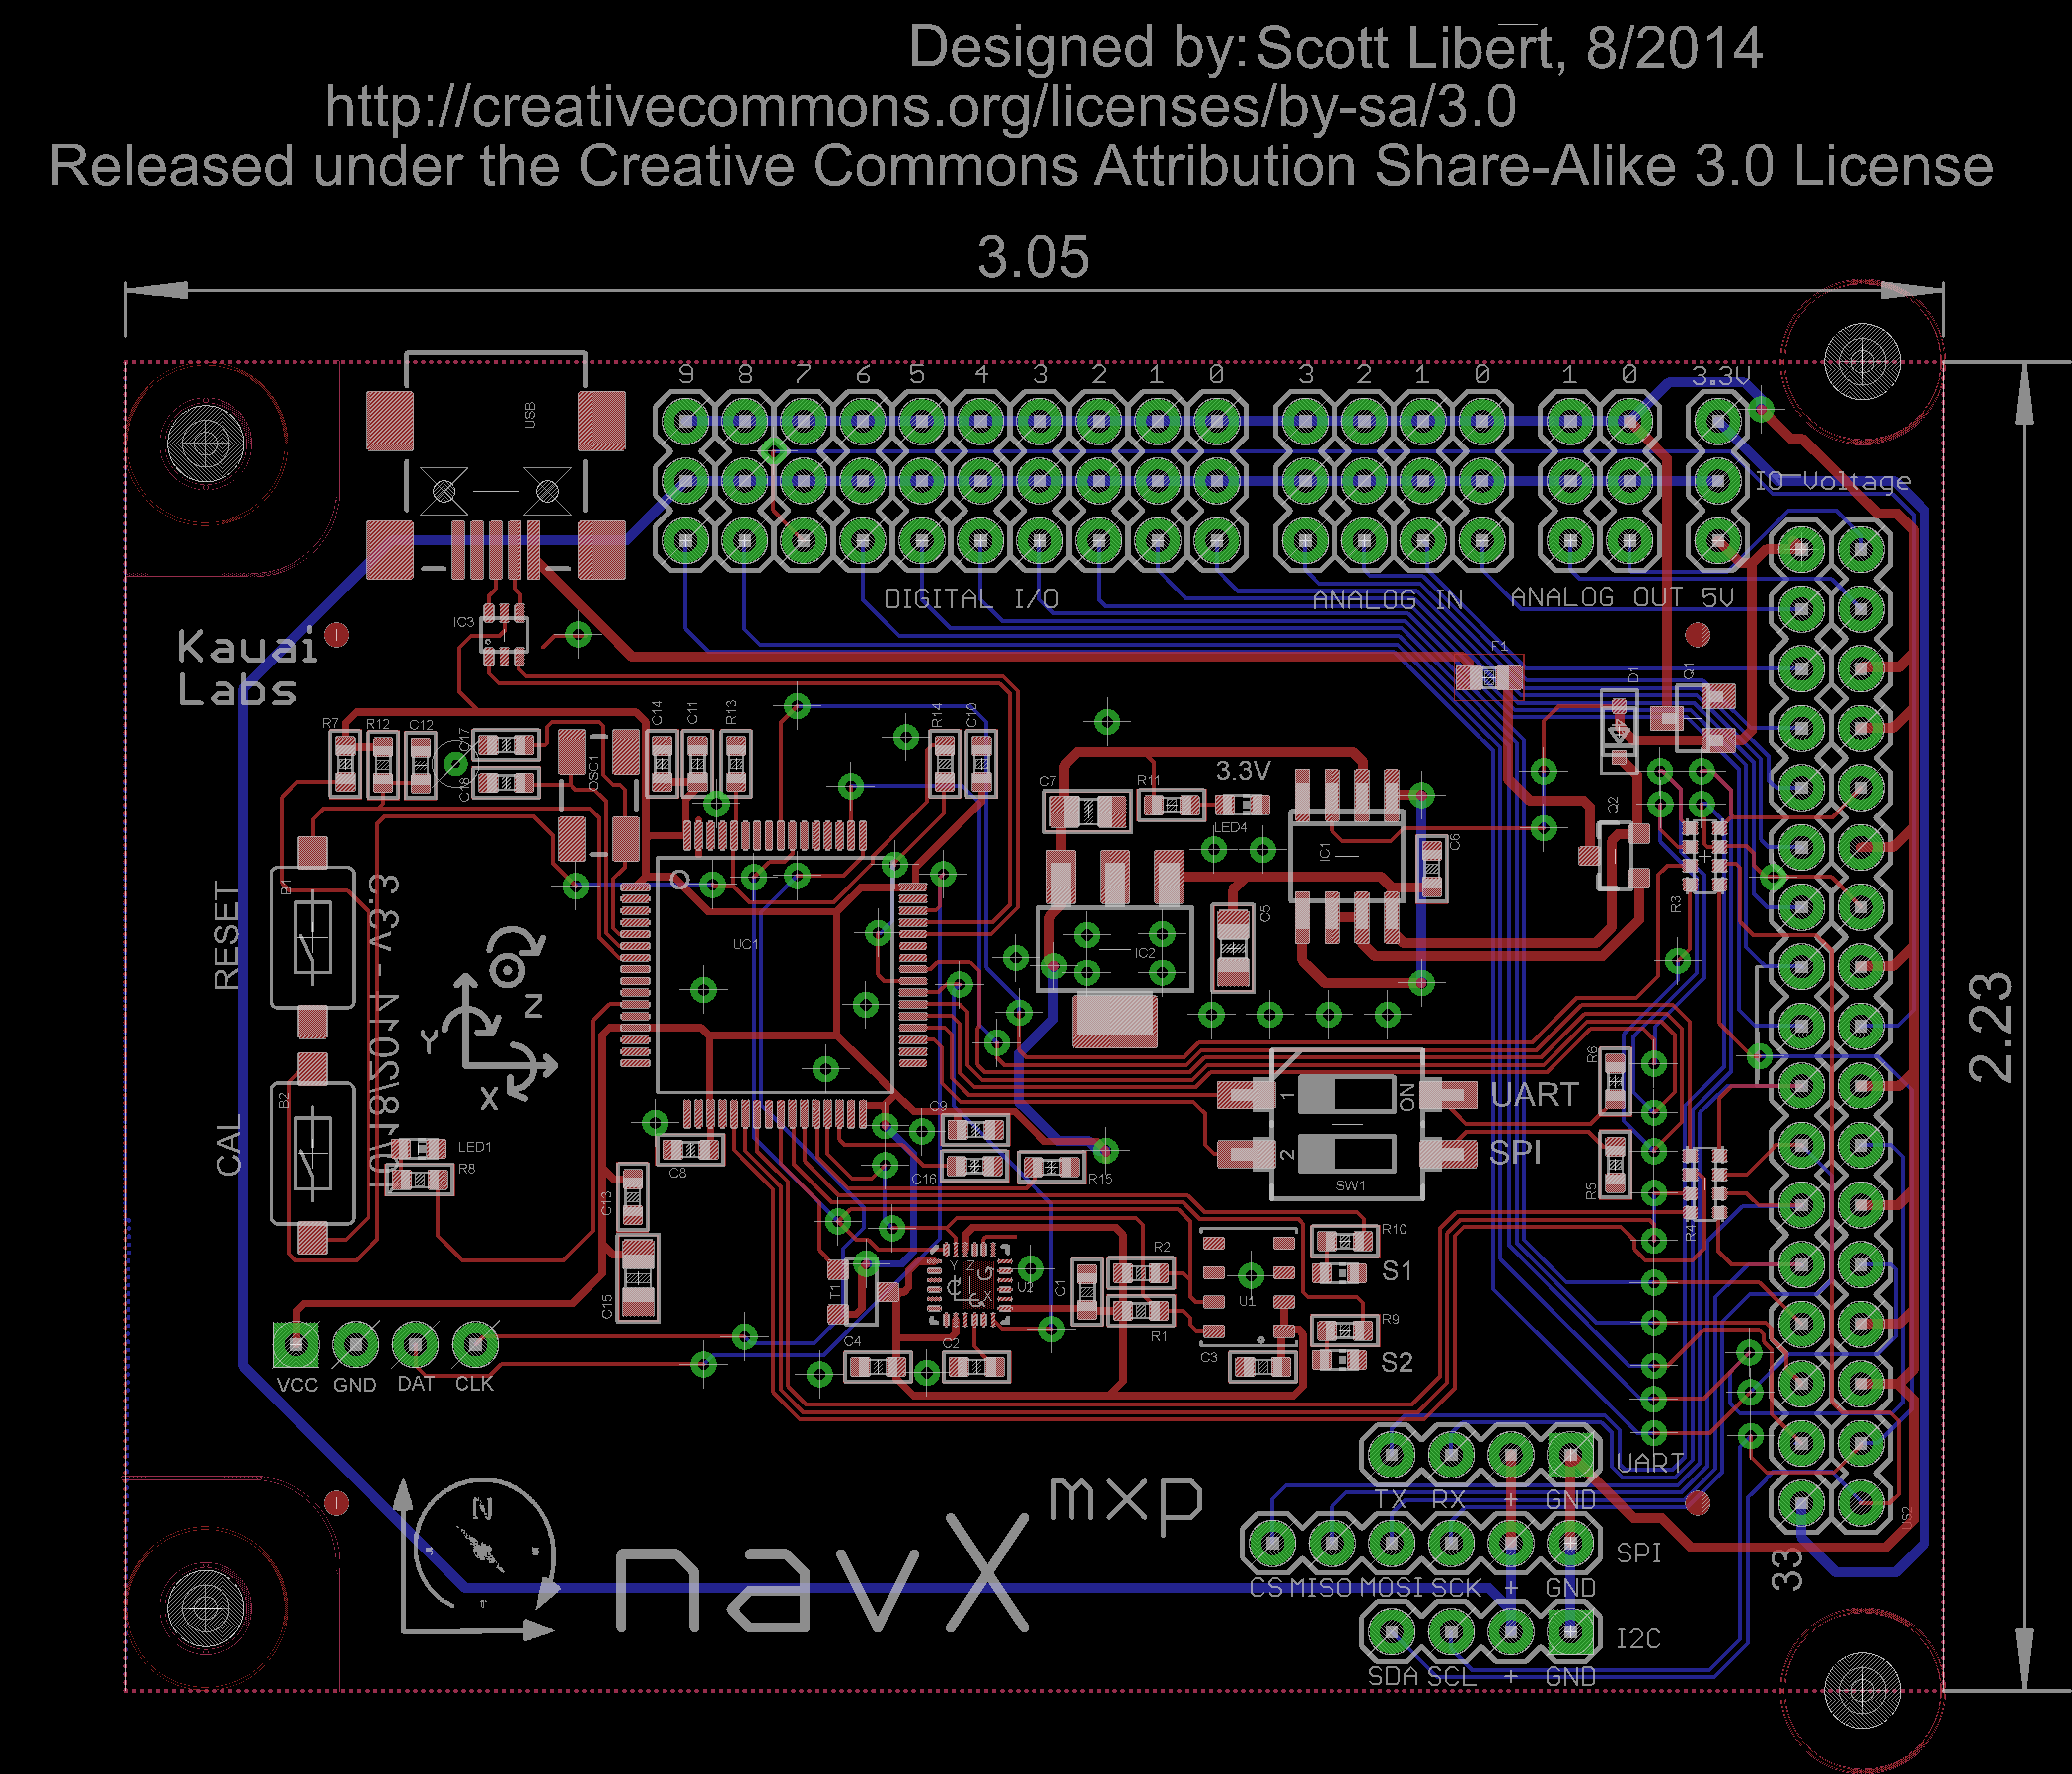 Designed by: Scott Libert, 8/2014
http://creativecommons.org/licenses/by-sa/3.0
Released under the Creative Commons Attribution Share-Alike 3.0 License
3.05
9 8 7 6 5 4 3 2 1 0 3 2 1 0 1 0 3.3V
USB
IO Voltage
DIGITAL I/O ANALOG IN ANALOG OUT 5V
IC3
Kauai
Labs
F1
D1
Q1
R7 R12 C12 C17 C14 C11 R13 R14 C10
C18
OSC1
C7 R11 3.3V
LED4
IC1
C6
Q2
R3
B1
RESET
UC1
IC2
C5
2.23
Z
Y
X
B2
CAL
LED1
R8
C8
C9
C16
R15
1 ON UART
2 SPI
SW1
R6
R5
R4
C13
C15
T1
Y Z
X
U2
C1
R2
R1
U1
R10
S1
R9
S2
C4
C2
C3
VCC GND DAT CLK
N
navX
mxp
UART
TX RX + GND
SPI
CS MISO MOSI SCK + GND
I2C
SDA SCL + GND
33
US2